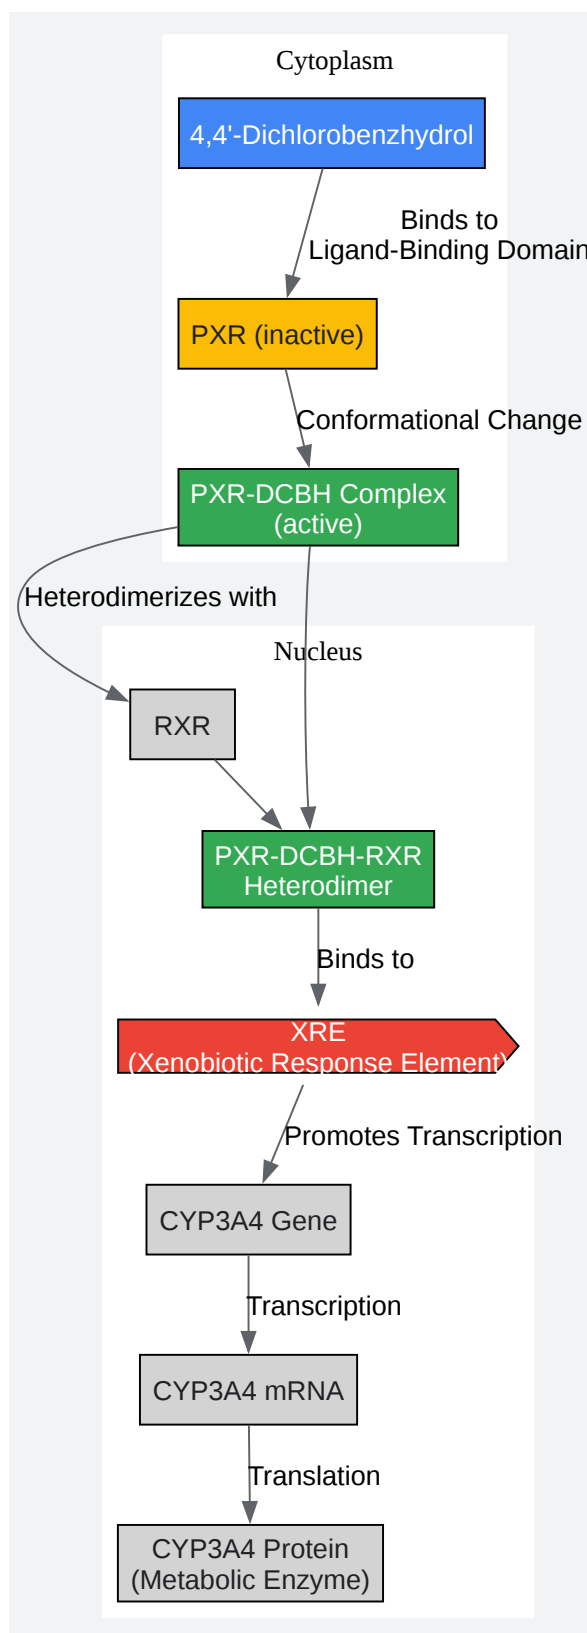 Cytoplasm
4,4'-Dichlorobenzhydrol
Binds to
Ligand-Binding Domain
PXR (inactive)
Conformational Change
PXR-DCBH Complex
(active)
Heterodimerizes with
Nucleus
RXR
PXR-DCBH-RXR
Heterodimer
Binds to
XRE
(Xenobiotic Response Element)
Promotes Transcription
CYP3A4 Gene
Transcription
CYP3A4 mRNA
Translation
CYP3A4 Protein
(Metabolic Enzyme)